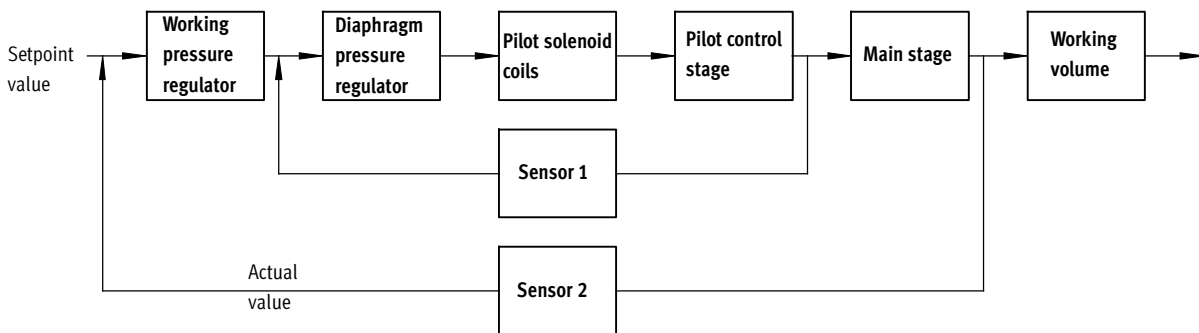 Setpoint
value
Working
pressure
regulator
Diaphragm
pressure
regulator
Pilot solenoid
coils
Pilot control
stage
Main stage
Working
volume
Sensor 1
Actual
value
Sensor 2